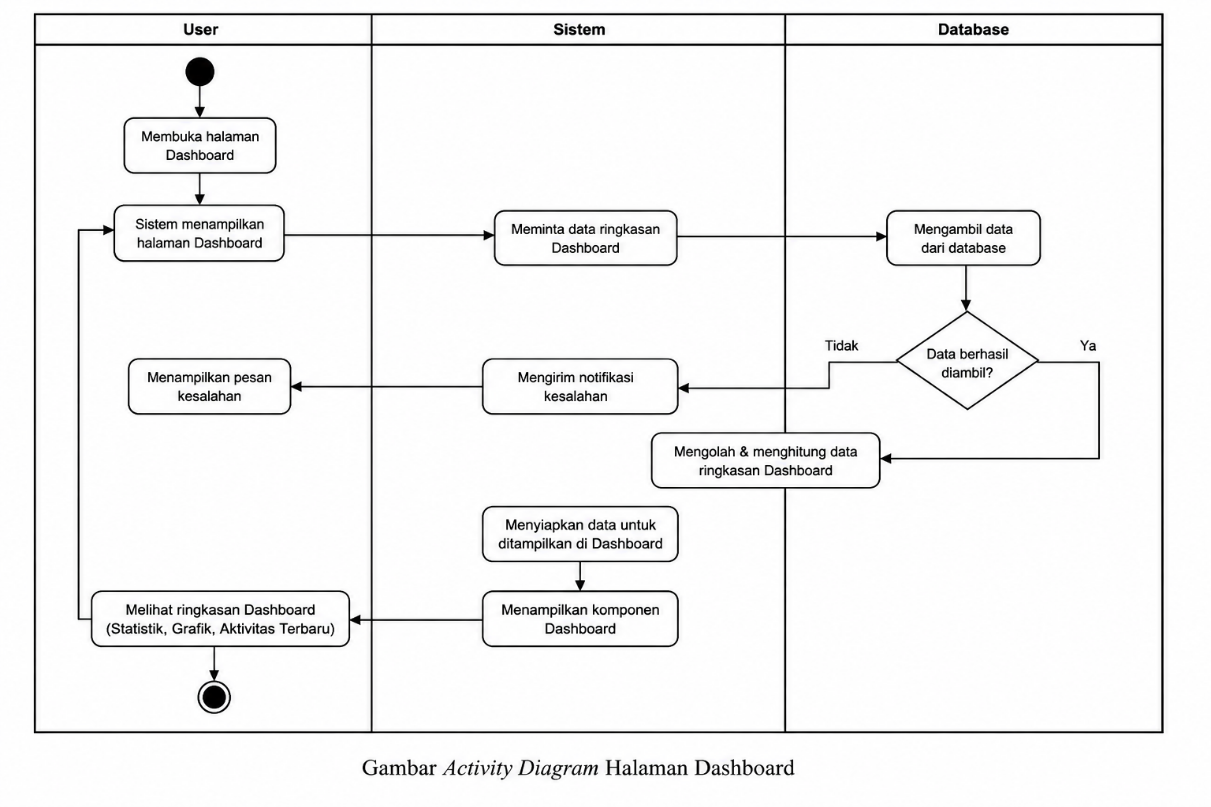 User
Sistem
Database
Membuka halaman
Dashboard
Sistem menampilkan
halaman Dashboard
Meminta data ringkasan
Dashboard
Mengambil data
dari database
Tidak
Data berhasil
diambil?
Ya
Menampilkan pesan
kesalahan
Mengirim notifikasi
kesalahan
Mengolah & menghitung data
ringkasan Dashboard
Menyiapkan data untuk
ditampilkan di Dashboard
Menampilkan komponen
Dashboard
Melihat ringkasan Dashboard
(Statistik, Grafik, Aktivitas Terbaru)
Gambar Activity Diagram Halaman Dashboard